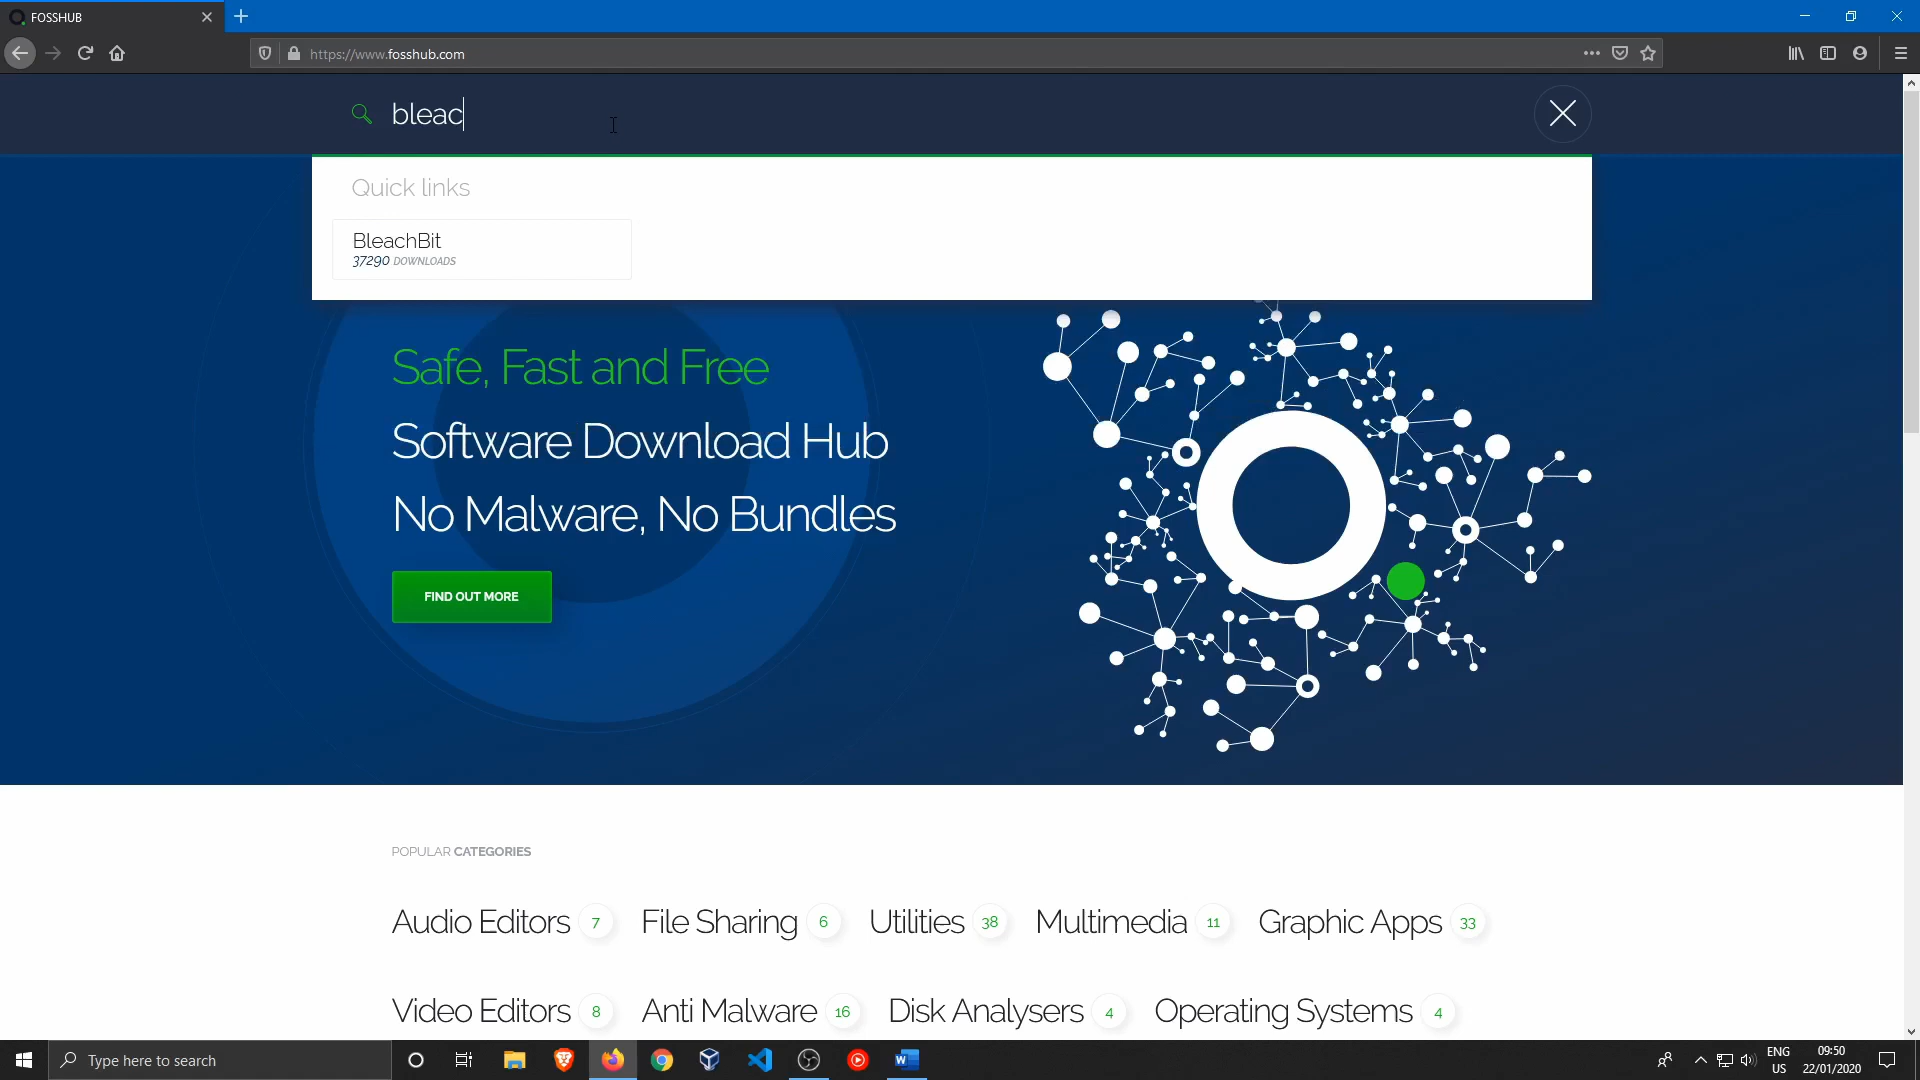 FOSSHUB
https://www.fosshub.com
bleac
Quick links
BleachBit
37290 DOWNLOADS
Safe, Fast and Free
Software Download Hub
No Malware, No Bundles
FIND OUT MORE
POPULAR CATEGORIES
Audio Editors 7 File Sharing 6 Utilities 38 Multimedia 11 Graphic Apps 33
Video Editors 8 Anti Malware 16 Disk Analysers 4 Operating Systems 4
Type here to search
W
ENG
US
09:50
22/01/2020